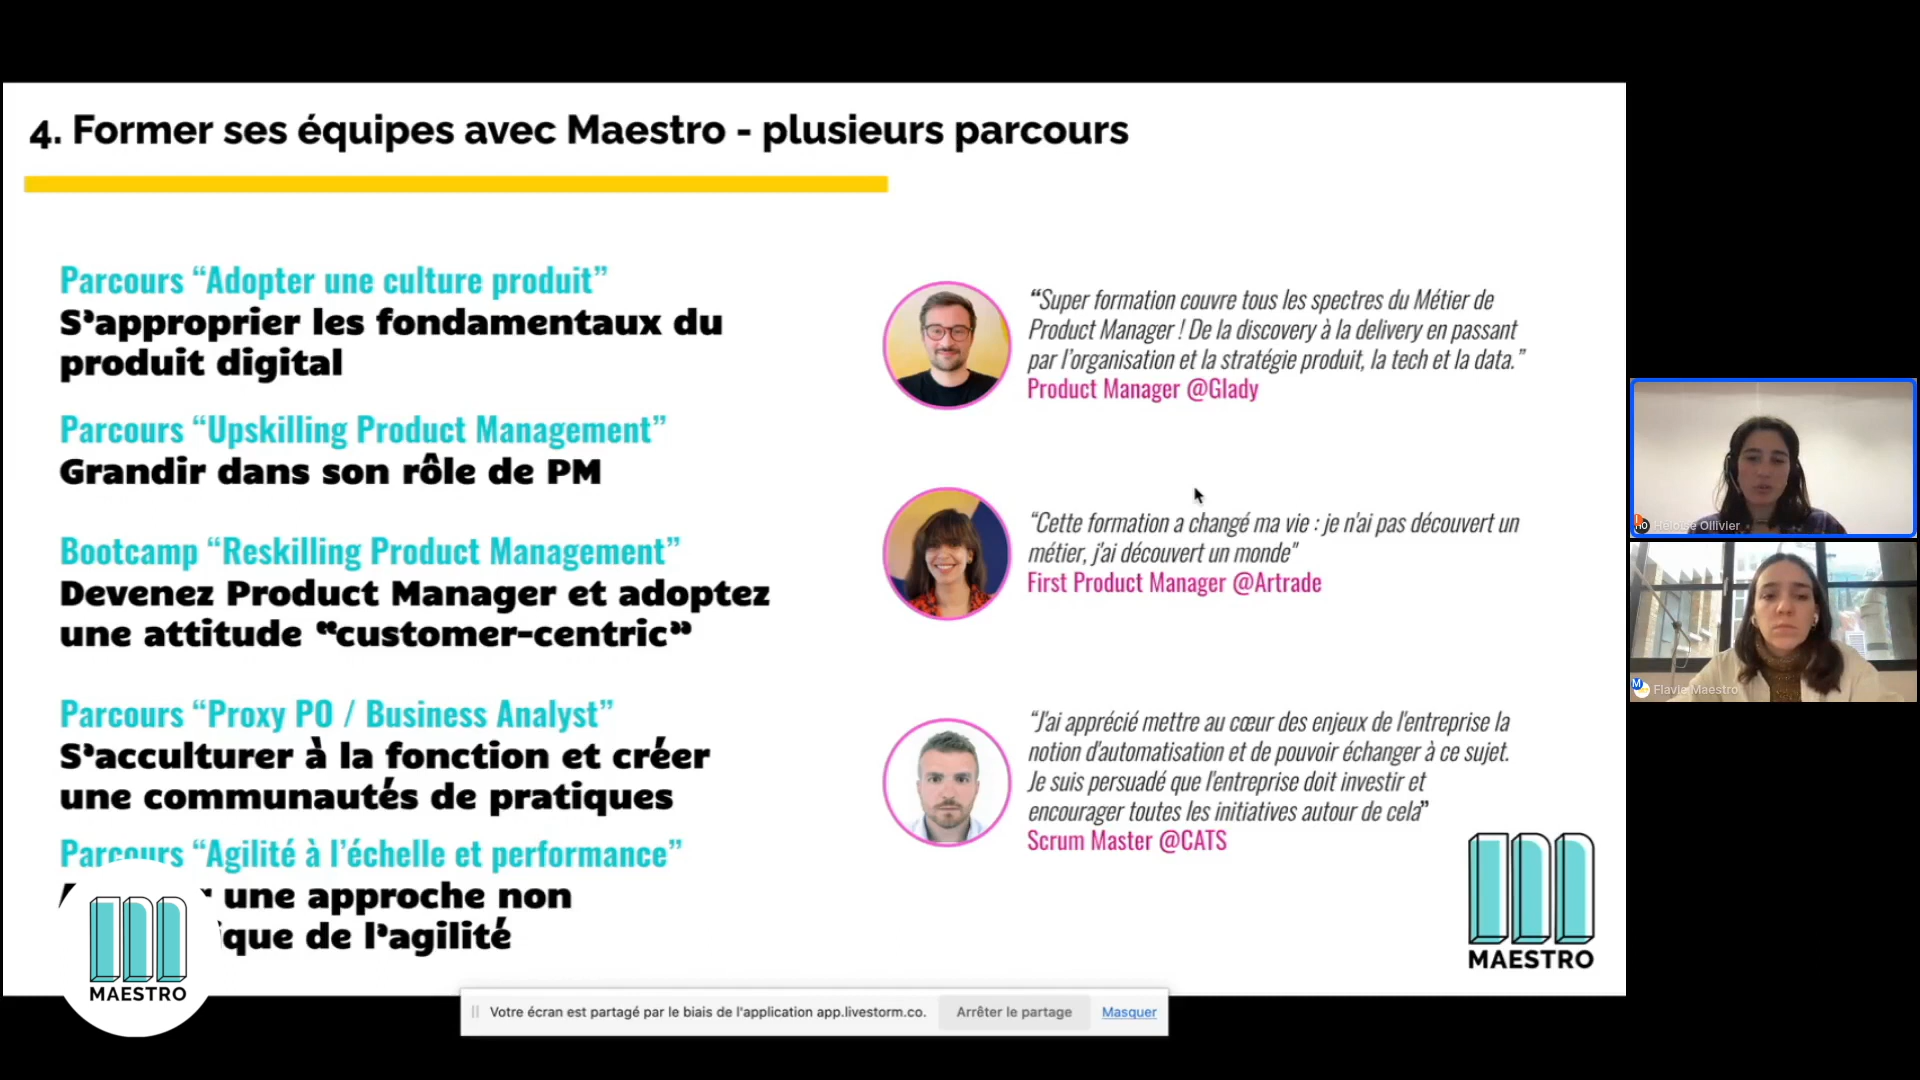 4. Former ses équipes avec Maestro - plusieurs parcours
Parcours “Adopter une culture produit”
S’approprier les fondamentaux du
produit digital
Parcours “Upskilling Product Management”
Grandir dans son rôle de PM
Bootcamp “Reskilling Product Management”
Devenez Product Manager et adoptez
une attitude “customer-centric”
Parcours “Proxy PO / Business Analyst”
S’acculturer à la fonction et créer
une communautés de pratiques
Parcours “Agilité à l’échelle et performance”
une approche non
ique de l’agilité
MAESTRO
“Super formation couvre tous les spectres du Métier de
Product Manager ! De la discovery à la delivery en passant
par l’organisation et la stratégie produit, la tech et la data.”
Product Manager @Glady
“Cette formation a changé ma vie : je n’ai pas découvert un
métier, j’ai découvert un monde"
First Product Manager @Artrade
“J’ai apprécié mettre au cœur des enjeux de l’entreprise la
notion d’automatisation et de pouvoir échanger à ce sujet.
Je suis persuadé que l’entreprise doit investir et
encourager toutes les initiatives autour de cela”
Scrum Master @CATS
MAESTRO
Votre écran est partagé par le biais de l'application app.livestorm.co.
Arrêter le partage
Masquer
HO Héloïse Ollivier
M Flavie Maestro